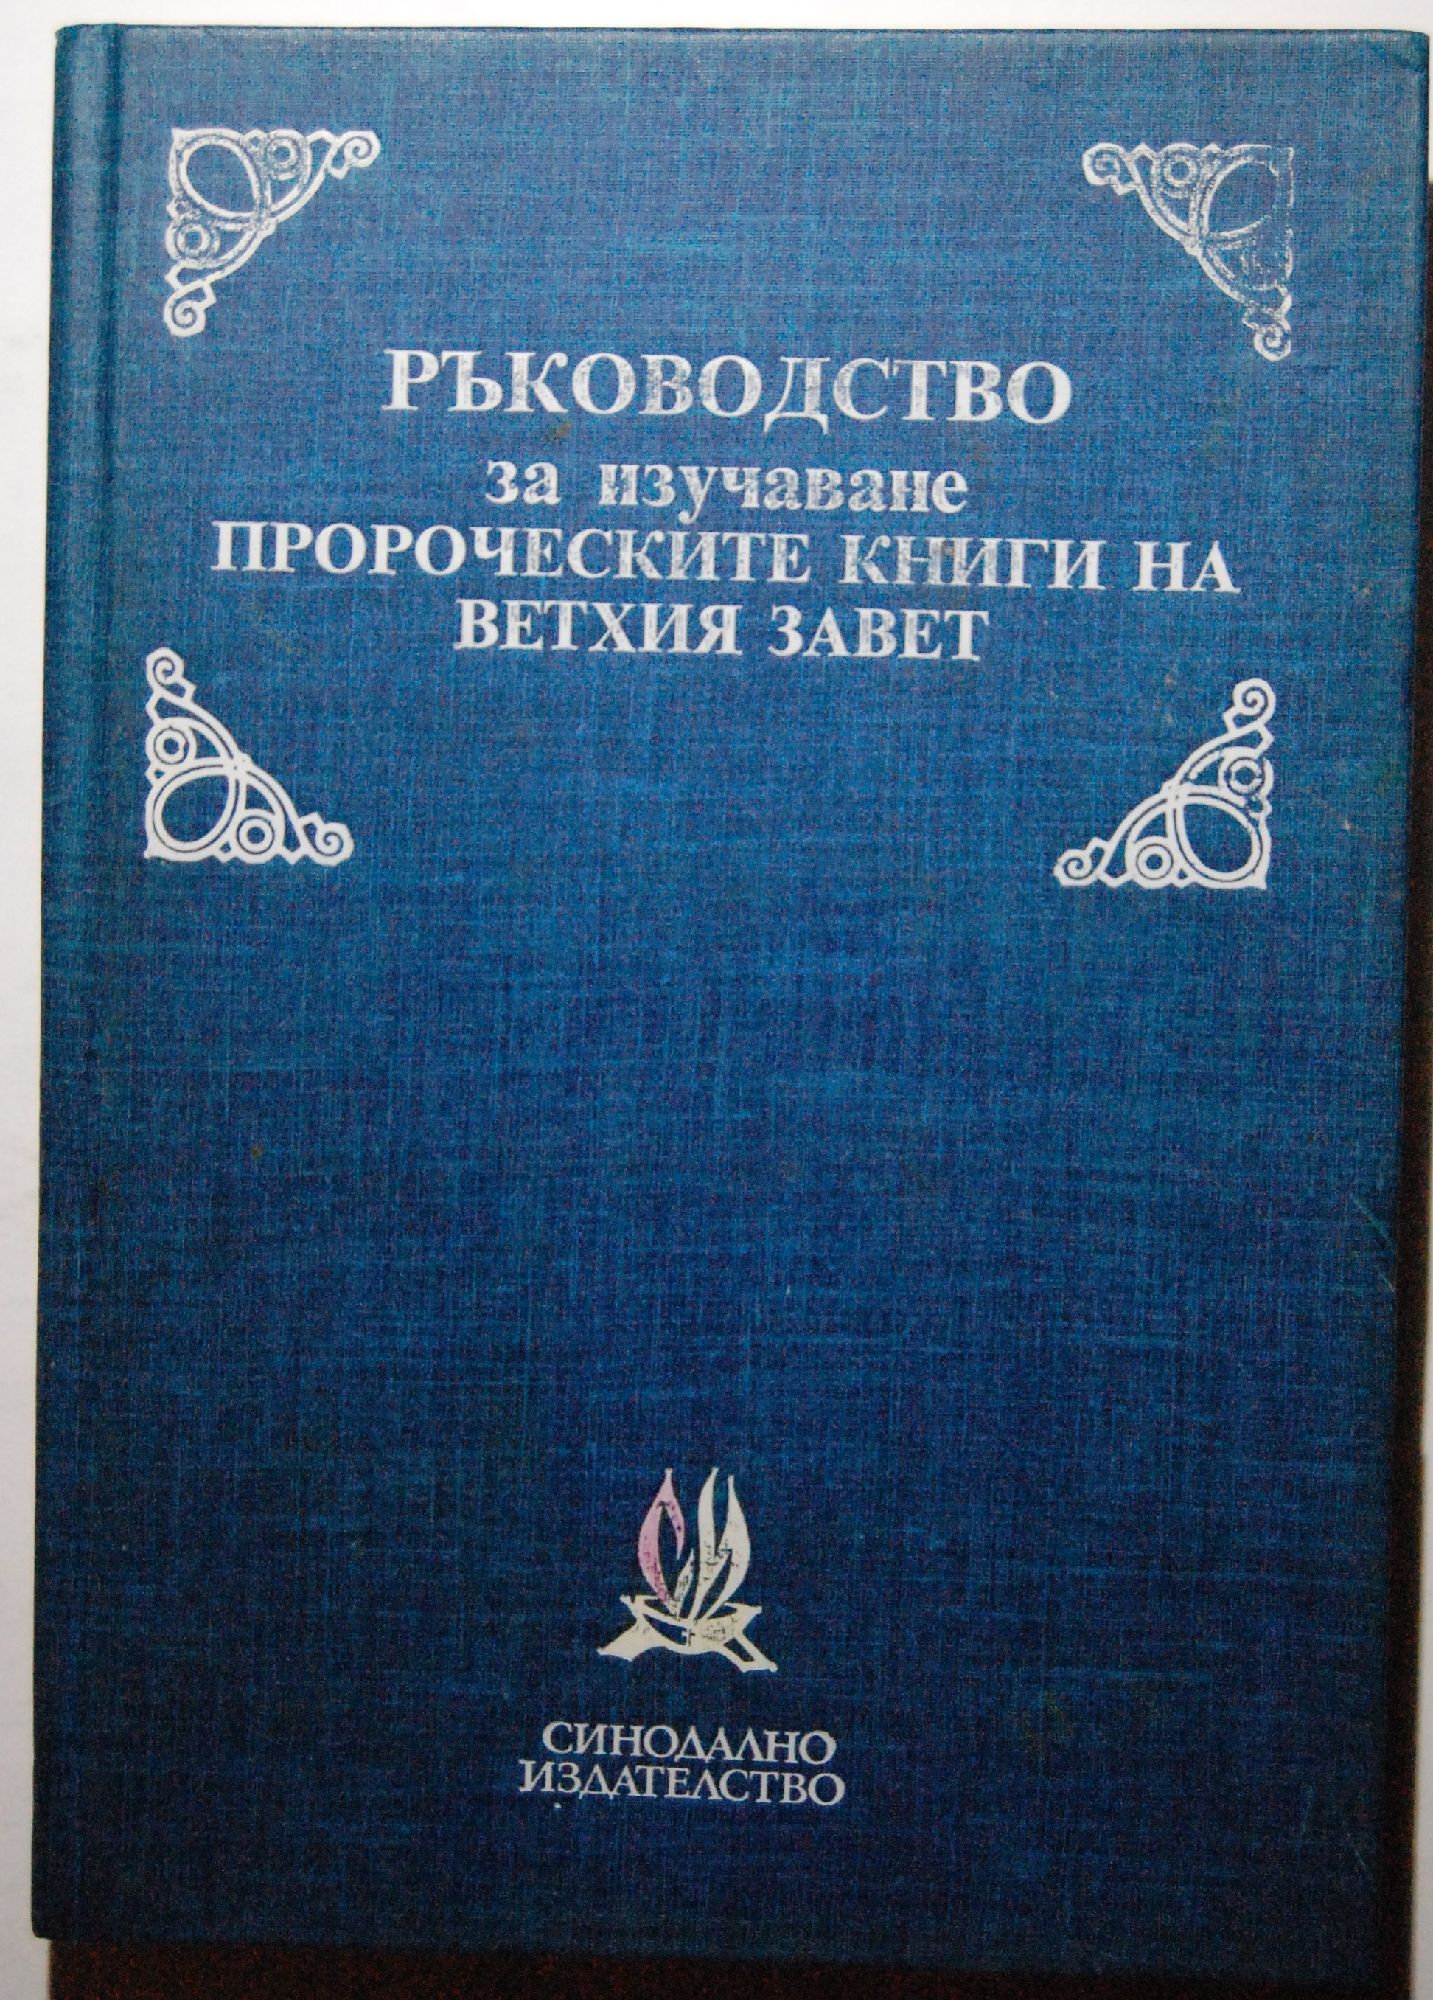 РЪКОВОДСТВО
за изучаване
ПРОРОЧЕСКИТЕ КНИГИ НА
ВЕТХИЯ ЗАВЕТ
СИНОДАЛНО
ИЗДАТЕЛСТВО